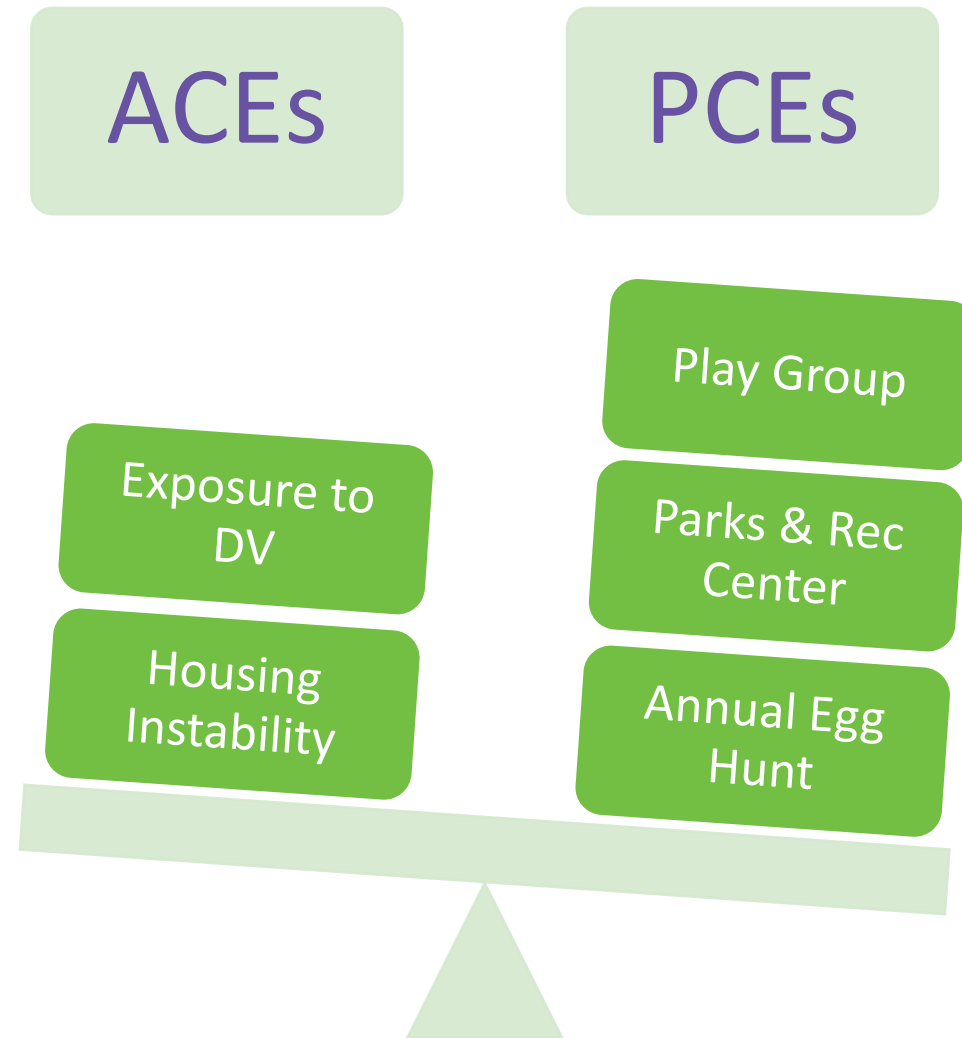 ACEs
PCEs
Exposure to
DV
Housing
Instability
Play Group
Parks & Rec
Center
Annual Egg
Hunt